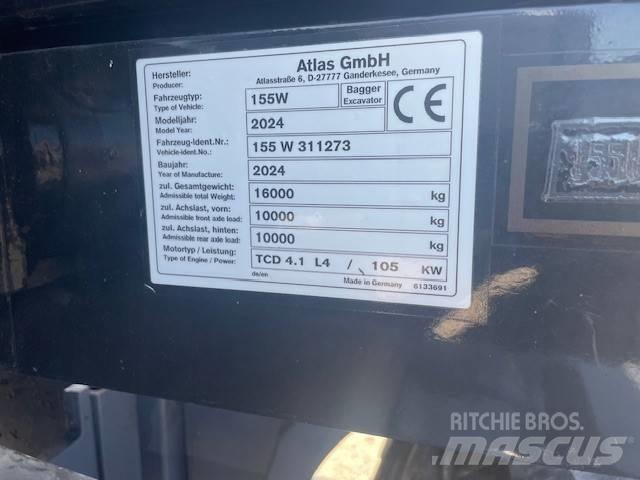 Atlas GmbH
Atlasstraße 6, D-27777 Ganderkesee, Germany
Hersteller:
Producer:
Fahrzeugtyp:
Type of Vehicle:
155W
Bagger
Excavator
CE
Modelljahr:
Model Year:
2024
Fahrzeug-Ident.Nr.:
Vehicle-ident.No.:
155 W 311273
Baujahr:
Year of Manufacture:
2024
zul. Gesamtgewicht:
Admissible total Weight:
16000 kg
zul. Achslast, vorn:
Admissible front axle load:
10000 kg
zul. Achslast, hinten:
Admissible rear axle load:
10000 kg
Motortyp / Leistung:
Type of Engine / Power:
TCD 4.1 L4 / 105 KW
de/en
Made in Germany
6133691
155
RITCHIE BROS.
MASCUS